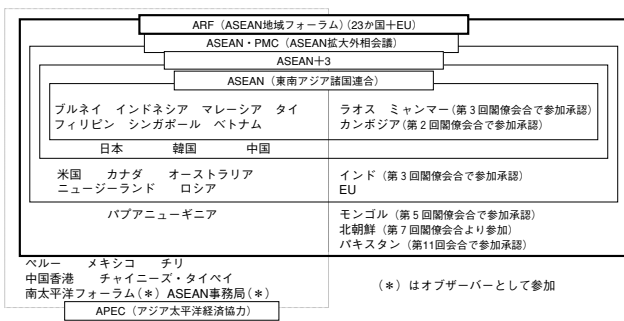 ARF（ASEAN地域フォーラム）（23か国＋EU）
ASEAN・PMC（ASEAN拡大外相会議）
ASEAN＋3
ASEAN（東南アジア諸国連合）
ブルネイ　インドネシア　マレーシア　タイ　ラオス　ミャンマー（第３回閣僚会合で参加承認）
フィリピン　シンガポール　ベトナム　カンボジア（第２回閣僚会合で参加承認）
日本　韓国　中国
米国　カナダ　オーストラリア　インド（第３回閣僚会合で参加承認）
ニュージーランド　ロシア　EU
パプアニューギニア　モンゴル（第５回閣僚会合で参加承認）
北朝鮮（第７回閣僚会合より参加）
パキスタン（第11回会合で参加承認）
ペルー　メキシコ　チリ
中国香港　チャイニーズ・タイペイ
南太平洋フォーラム（＊）ASEAN事務局（＊）　（＊）はオブザーバーとして参加
APEC（アジア太平洋経済協力）